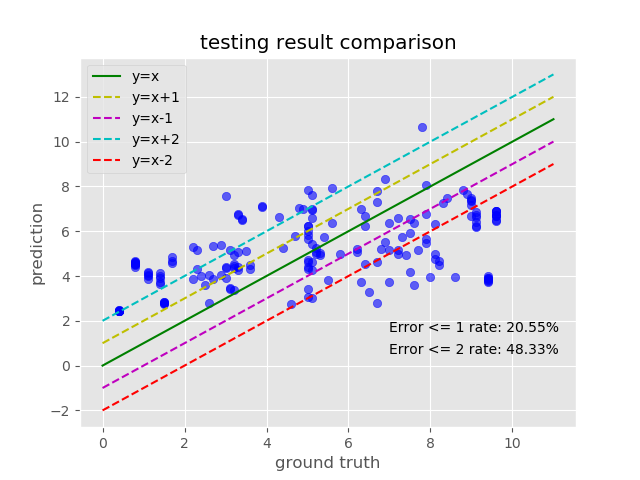 testing result comparison
y=x
y=x+1
y=x-1
y=x+2
y=x-2
12
10
8
6
4
2
0
−2
prediction
Error <= 1 rate: 20.55%
Error <= 2 rate: 48.33%
0 2 4 6 8 10
ground truth